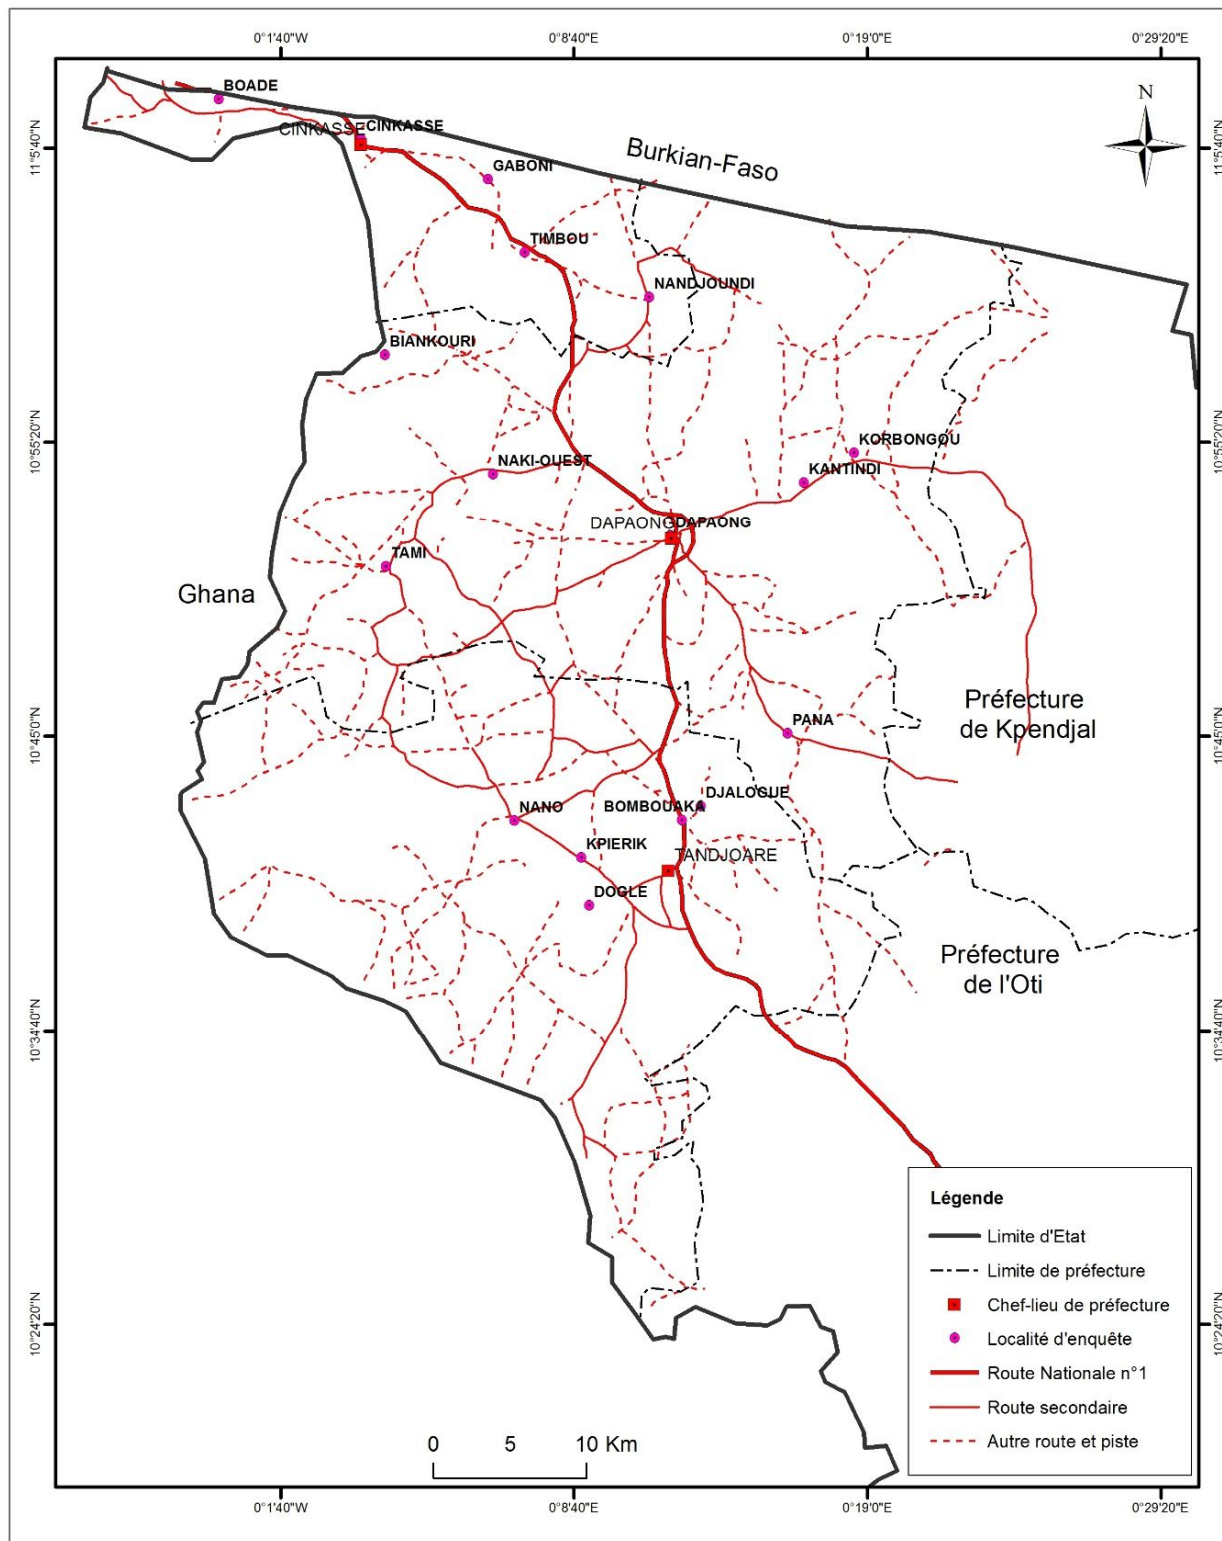 0°1'40"W
0°8'40"E
0°19'0"E
0°29'20"E
N
BOADE
CINKASSE
CINKASSE
11°5'40"N
11°5'40"N
Burkian-Faso
GABONI
TIMBOU
NANDJOUNDI
BIANKOURI
KORBONGOU
10°55'20"N
10°55'20"N
NAKI-OUEST
KANTINDI
DAPAONG
DAPAONG
TAMI
Ghana
Préfecture
de Kpendjal
PANA
10°45'0"N
10°45'0"N
DJALOGUE
NANO
BOMBOUAKA
KPIERIK
TANDJOARE
DOGLE
Préfecture
de l'Oti
10°34'40"N
10°34'40"N
Légende
Limite d'Etat
Limite de préfecture
Chef-lieu de préfecture
Localité d'enquête
Route Nationale n°1
Route secondaire
Autre route et piste
10°24'20"N
10°24'20"N
0 5 10 Km
0°1'40"W
0°8'40"E
0°19'0"E
0°29'20"E